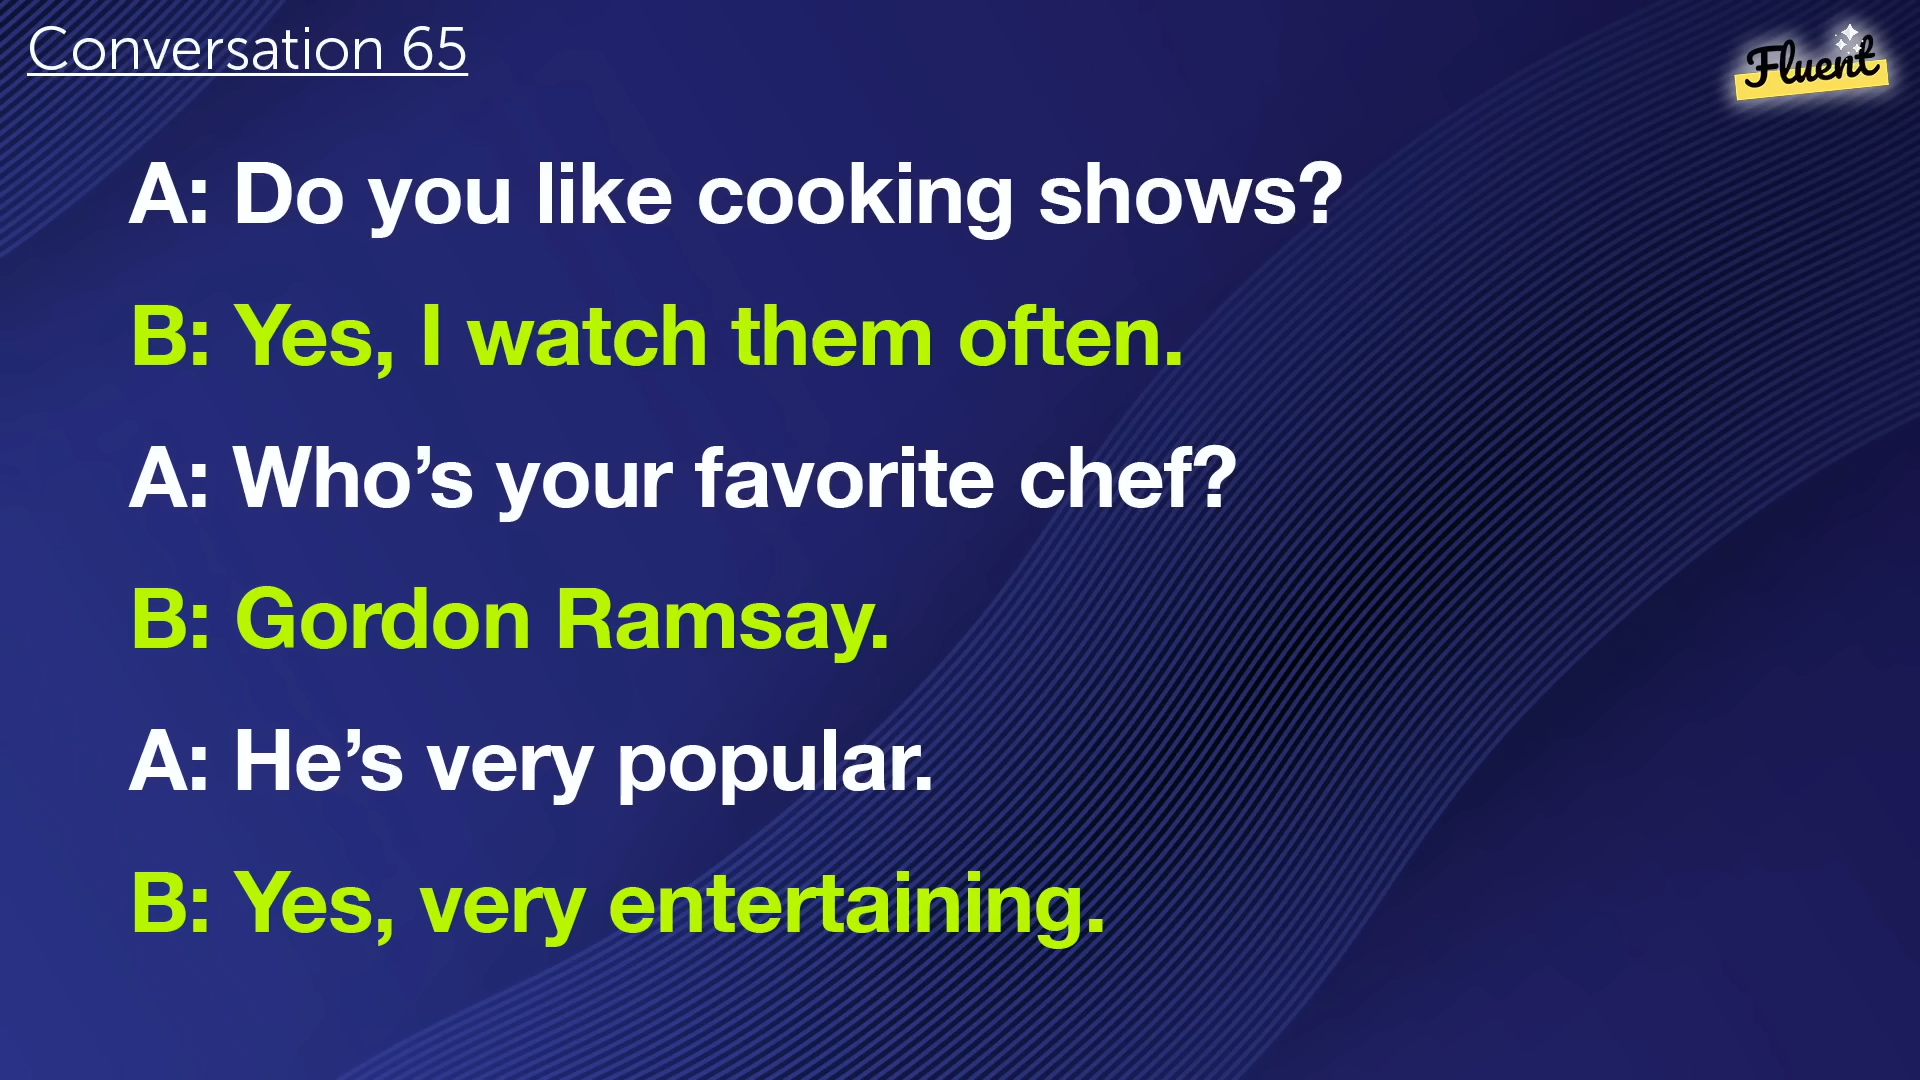 Conversation 65
Fluent
A: Do you like cooking shows?
B: Yes, I watch them often.
A: Who’s your favorite chef?
B: Gordon Ramsay.
A: He’s very popular.
B: Yes, very entertaining.